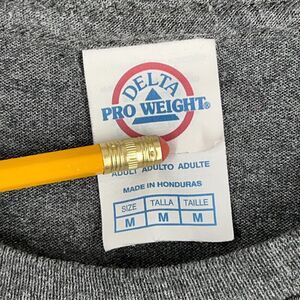 DELTA
PRO WEIGHT®
ADULT ADULTO ADULTE
MADE IN HONDURAS
SIZE TALLA TAILLE
M M M